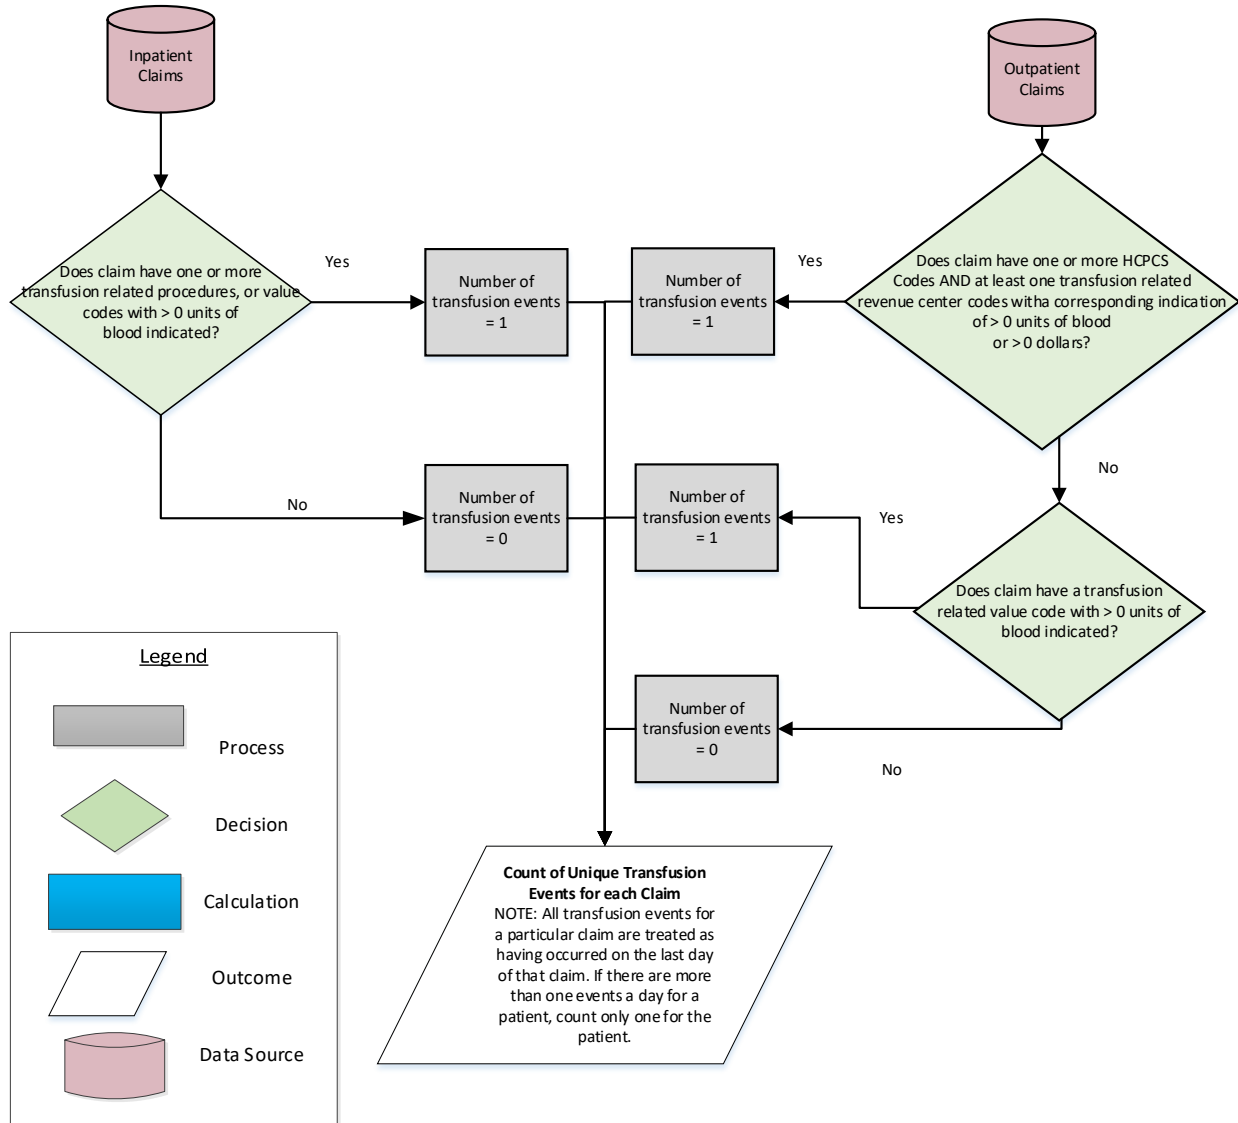 Inpatient
Claims
Outpatient
Claims
Does claim have one or more
transfusion related procedures, or value
codes with > 0 units of
blood indicated?
Yes
Number of
transfusion events
= 1
Number of
transfusion events
= 1
Yes
Does claim have one or more HCPCS
Codes AND at least one transfusion related
revenue center codes witha corresponding indication
of > 0 units of blood
or > 0 dollars?
No
No
Number of
transfusion events
= 0
Number of
transfusion events
= 1
Yes
Does claim have a transfusion
related value code with > 0 units of
blood indicated?
Number of
transfusion events
= 0
No
Legend
Process
Decision
Calculation
Outcome
Data Source
Count of Unique Transfusion
Events for each Claim
NOTE: All transfusion events for
a particular claim are treated as
having occurred on the last day
of that claim. If there are more
than one events a day for a
patient, count only one for the
patient.